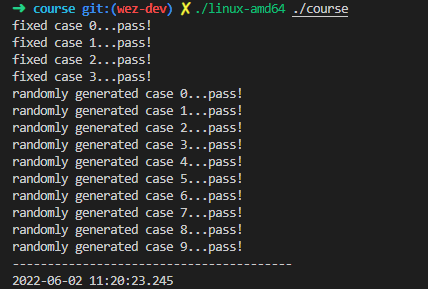 ➜ course git:(wez-dev) ✗ ./linux-amd64 ./course
fixed case 0...pass!
fixed case 1...pass!
fixed case 2...pass!
fixed case 3...pass!
randomly generated case 0...pass!
randomly generated case 1...pass!
randomly generated case 2...pass!
randomly generated case 3...pass!
randomly generated case 4...pass!
randomly generated case 5...pass!
randomly generated case 6...pass!
randomly generated case 7...pass!
randomly generated case 8...pass!
randomly generated case 9...pass!
----------------------------------------
2022-06-02 11:20:23.245